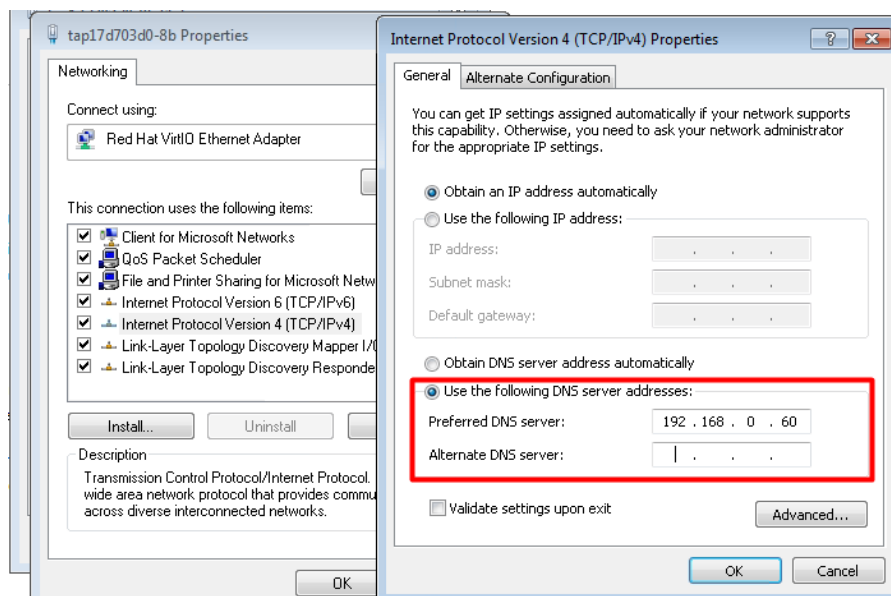 tap17d703d0-8b Properties
Networking
Connect using:
Red Hat VirtIO Ethernet Adapter
This connection uses the following items:
Client for Microsoft Networks
QoS Packet Scheduler
File and Printer Sharing for Microsoft Netw
Internet Protocol Version 6 (TCP/IPv6)
Internet Protocol Version 4 (TCP/IPv4)
Link-Layer Topology Discovery Mapper I/O
Link-Layer Topology Discovery Responde
Install...
Uninstall
Description
Transmission Control Protocol/Internet Protocol.
wide area network protocol that provides commu
across diverse interconnected networks.
OK
Internet Protocol Version 4 (TCP/IPv4) Properties
General
Alternate Configuration
You can get IP settings assigned automatically if your network supports
this capability. Otherwise, you need to ask your network administrator
for the appropriate IP settings.
Obtain an IP address automatically
Use the following IP address:
IP address: . . .
Subnet mask: . . .
Default gateway: . . .
Obtain DNS server address automatically
Use the following DNS server addresses:
Preferred DNS server: 192 . 168 . 0 . 60
Alternate DNS server: . . .
Validate settings upon exit
Advanced...
OK
Cancel